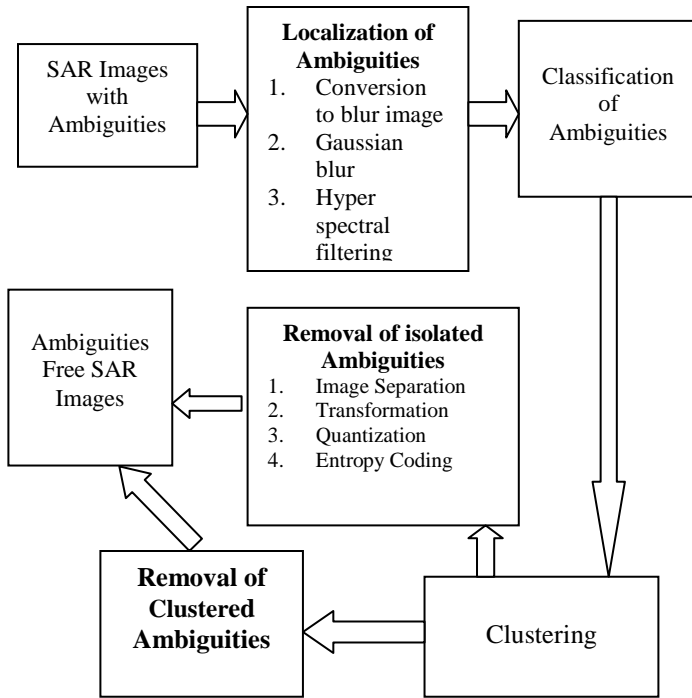 SAR Images
with
Ambiguities
Localization of
Ambiguities
1. Conversion
to blur image
2. Gaussian
blur
3. Hyper
spectral
filtering
Classification
of
Ambiguities
Ambiguities
Free SAR
Images
Removal of isolated
Ambiguities
1. Image Separation
2. Transformation
3. Quantization
4. Entropy Coding
Removal of
Clustered
Ambiguities
Clustering